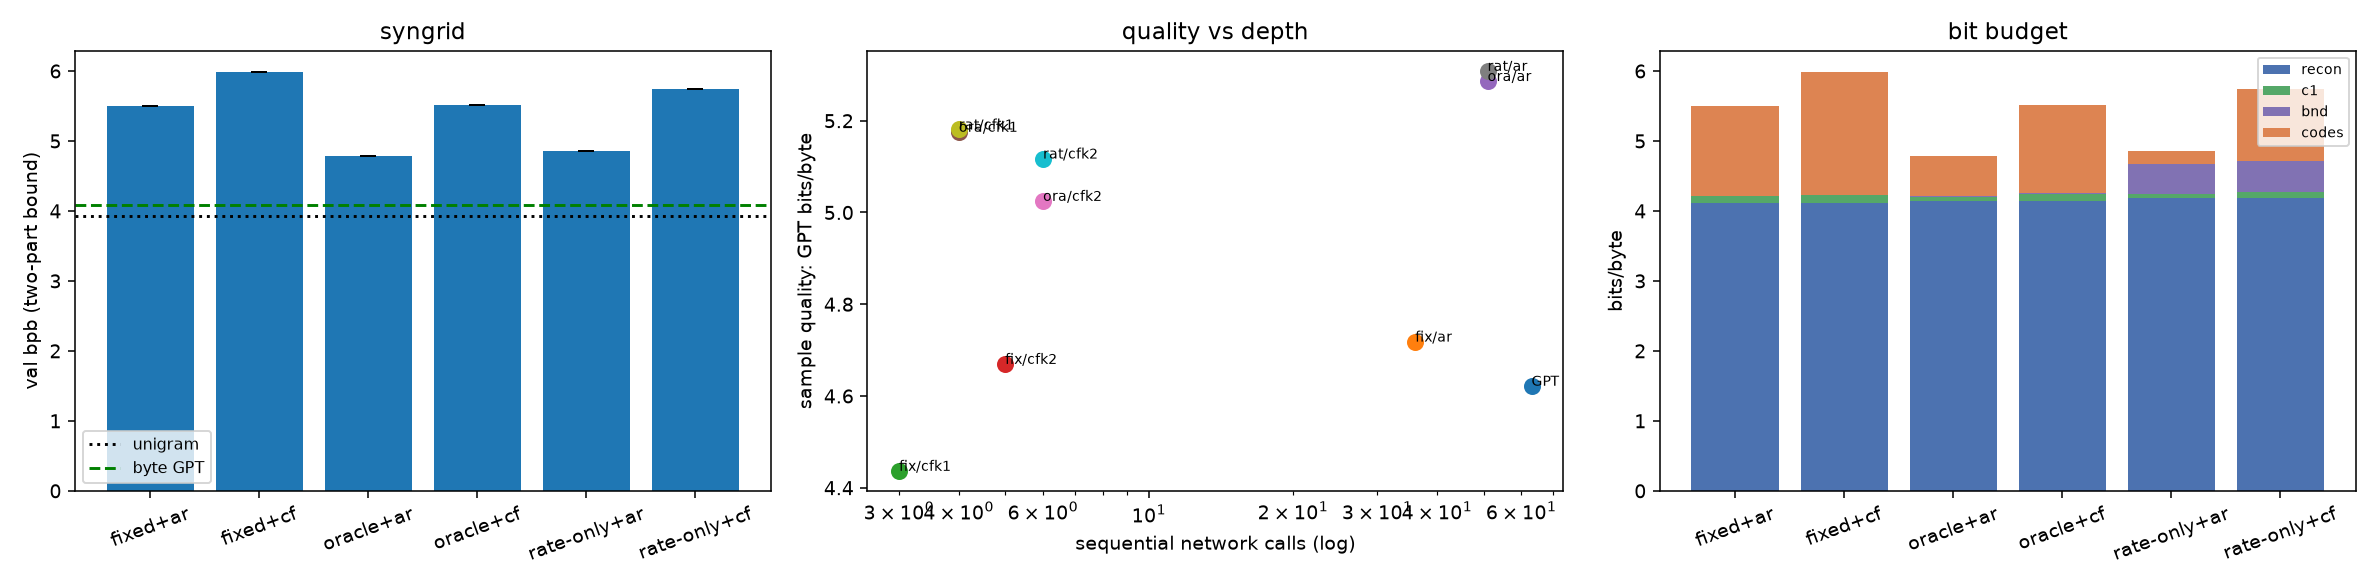 syngrid
val bpb (two-part bound)
6
5
4
3
2
1
0
unigram
byte GPT
fixed+ar
fixed+cf
oracle+ar
oracle+cf
rate-only+ar
rate-only+cf
quality vs depth
sample quality: GPT bits/byte
5.2
5.0
4.8
4.6
4.4
rat/ar
ora/ar
rat/cfk1
ora/cfk1
rat/cfk2
ora/cfk2
fix/ar
fix/cfk2
GPT
fix/cfk1
3 × 10⁰
4 × 10⁰
6 × 10⁰
10¹
2 × 10¹
3 × 10¹
4 × 10¹
6 × 10¹
sequential network calls (log)
bit budget
bits/byte
6
5
4
3
2
1
0
recon
c1
bnd
codes
fixed+ar
fixed+cf
oracle+ar
oracle+cf
rate-only+ar
rate-only+cf